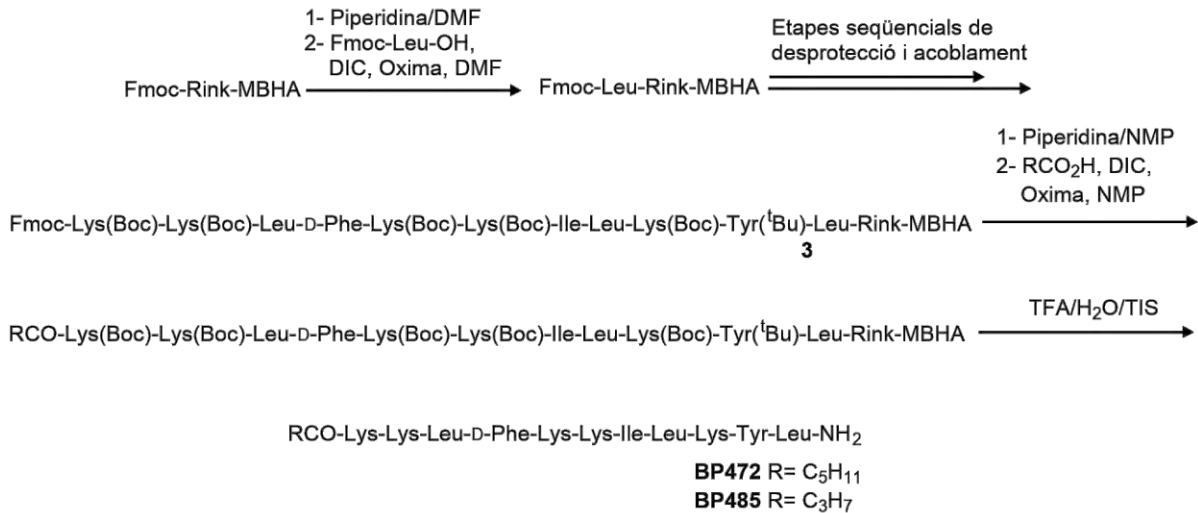 1- Piperidina/DMF
2- Fmoc-Leu-OH,
DIC, Oxima, DMF
Fmoc-Rink-MBHA
Fmoc-Leu-Rink-MBHA
Etapes seqüencials de
desprotecció i acoblament
1- Piperidina/NMP
2- RCO₂H, DIC,
Oxima, NMP
Fmoc-Lys(Boc)-Lys(Boc)-Leu-D-Phe-Lys(Boc)-Lys(Boc)-Ile-Leu-Lys(Boc)-Tyr(ᵗBu)-Leu-Rink-MBHA
3
RCO-Lys(Boc)-Lys(Boc)-Leu-D-Phe-Lys(Boc)-Lys(Boc)-Ile-Leu-Lys(Boc)-Tyr(ᵗBu)-Leu-Rink-MBHA
TFA/H₂O/TIS
RCO-Lys-Lys-Leu-D-Phe-Lys-Lys-Ile-Leu-Lys-Tyr-Leu-NH₂
BP472 R= C₅H₁₁
BP485 R= C₃H₇